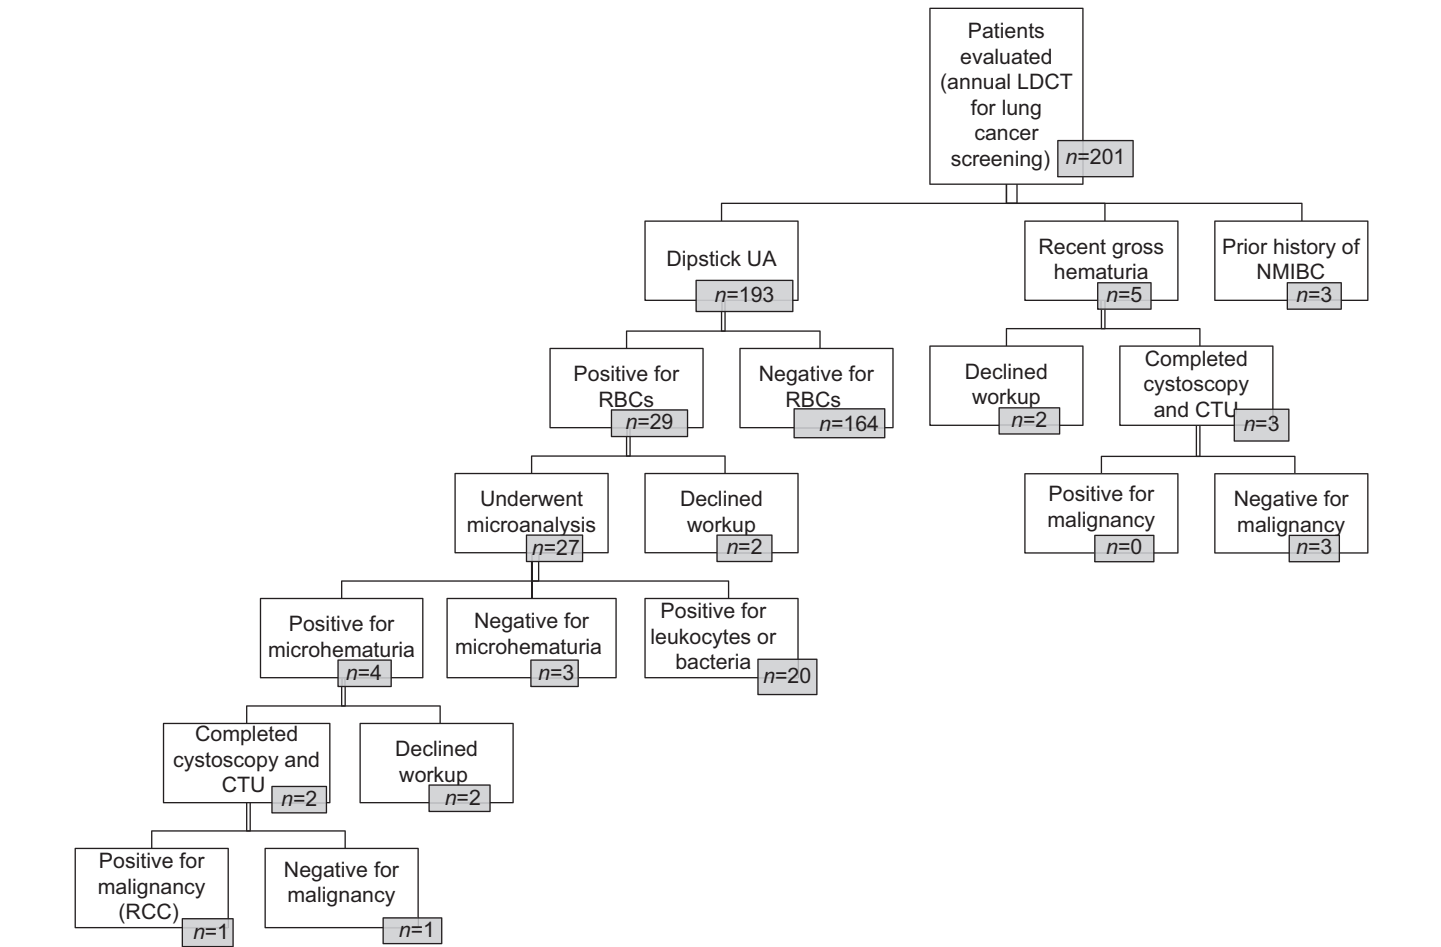 Patients
evaluated
(annual LDCT
for lung
cancer
screening)
n=201
Dipstick UA
n=193
Recent gross
hematuria
n=5
Prior history of
NMIBC
n=3
Positive for
RBCs
n=29
Negative for
RBCs
n=164
Declined
workup
n=2
Completed
cystoscopy
and CTU
n=3
Underwent
microanalysis
n=27
Declined
workup
n=2
Positive for
malignancy
n=0
Negative for
malignancy
n=3
Positive for
microhematuria
n=4
Negative for
microhematuria
n=3
Positive for
leukocytes or
bacteria
n=20
Completed
cystoscopy and
CTU
n=2
Declined
workup
n=2
Positive for
malignancy
(RCC)
n=1
Negative for
malignancy
n=1